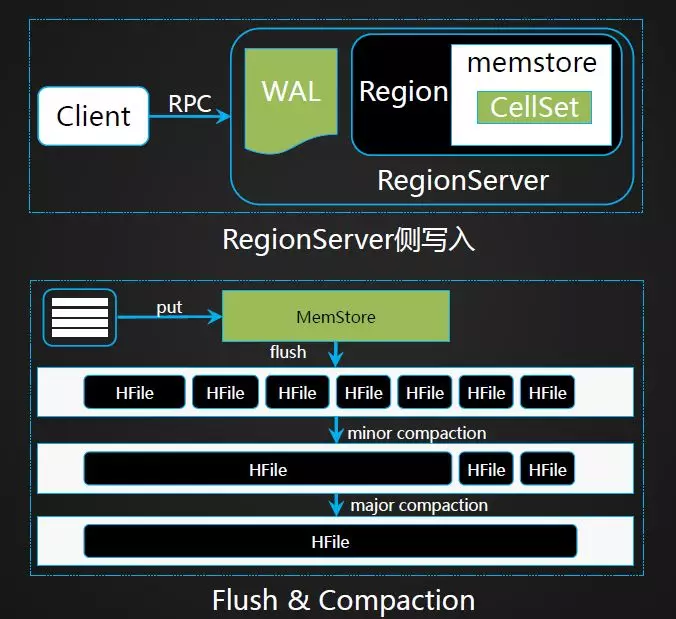 Client
RPC
WAL
Region
memstore
CellSet
RegionServer
RegionServer侧写入
put
MemStore
flush
HFile HFile HFile HFile HFile HFile HFile
minor compaction
HFile HFile HFile
major compaction
HFile
Flush & Compaction